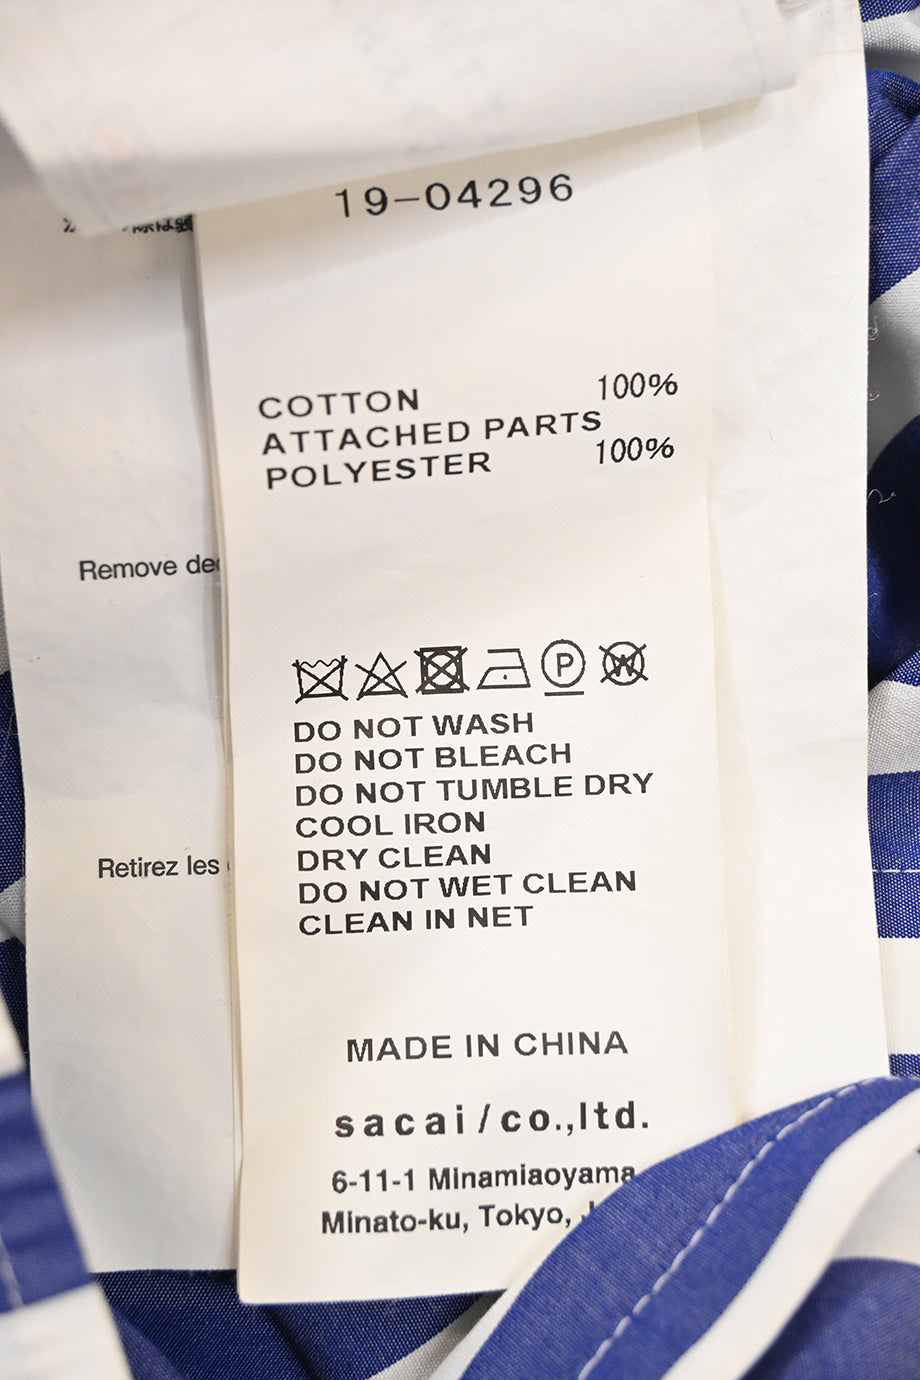 19-04296
COTTON 100%
ATTACHED PARTS
POLYESTER 100%
Remove
P
W
DO NOT WASH
DO NOT BLEACH
DO NOT TUMBLE DRY
COOL IRON
DRY CLEAN
DO NOT WET CLEAN
CLEAN IN NET
Retirez les
MADE IN CHINA
sacai/co.,ltd.
6-11-1 Minamiaoyama
Minato-ku, Tokyo,